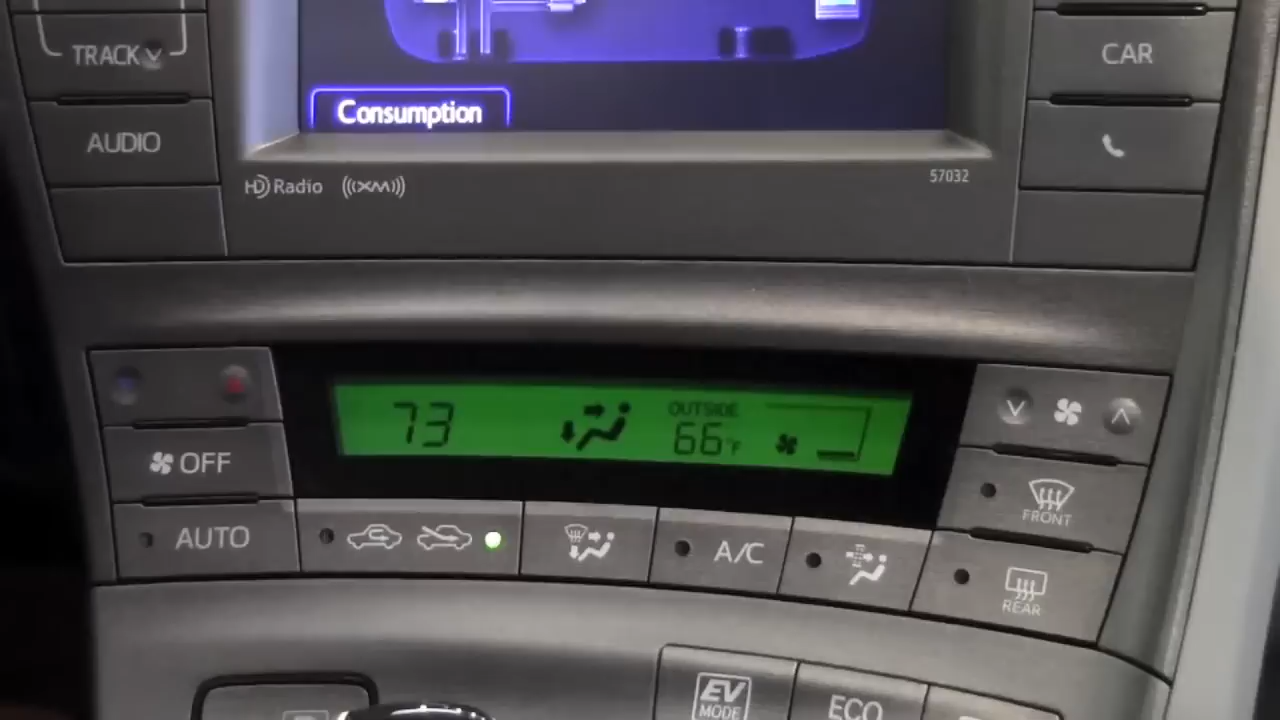 TRACK
CAR
Consumption
AUDIO
HD Radio ((XM))
57032
73
OUTSIDE
66°F
OFF
FRONT
AUTO
A/C
REAR
EV
MODE
ECO